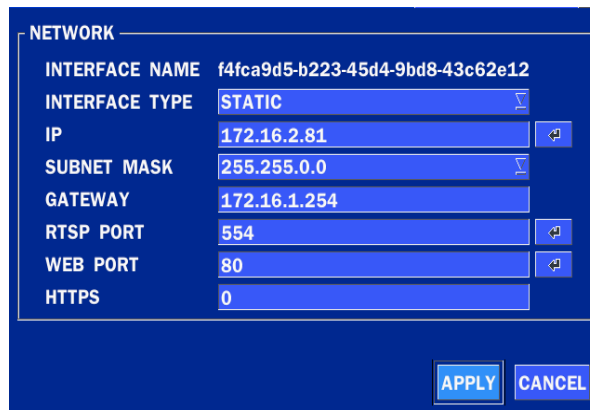 NETWORK
INTERFACE NAME f4fca9d5-b223-45d4-9bd8-43c62e12
INTERFACE TYPE STATIC
IP 172.16.2.81
SUBNET MASK 255.255.0.0
GATEWAY 172.16.1.254
RTSP PORT 554
WEB PORT 80
HTTPS 0
APPLY CANCEL